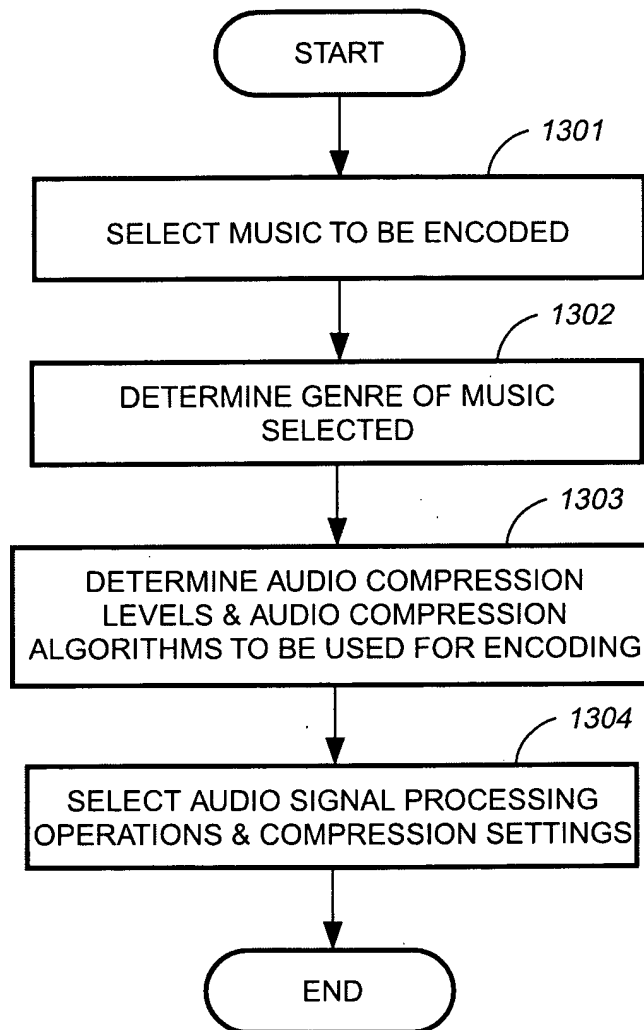 START
1301
SELECT MUSIC TO BE ENCODED
1302
DETERMINE GENRE OF MUSIC
SELECTED
1303
DETERMINE AUDIO COMPRESSION
LEVELS & AUDIO COMPRESSION
ALGORITHMS TO BE USED FOR ENCODING
1304
SELECT AUDIO SIGNAL PROCESSING
OPERATIONS & COMPRESSION SETTINGS
END